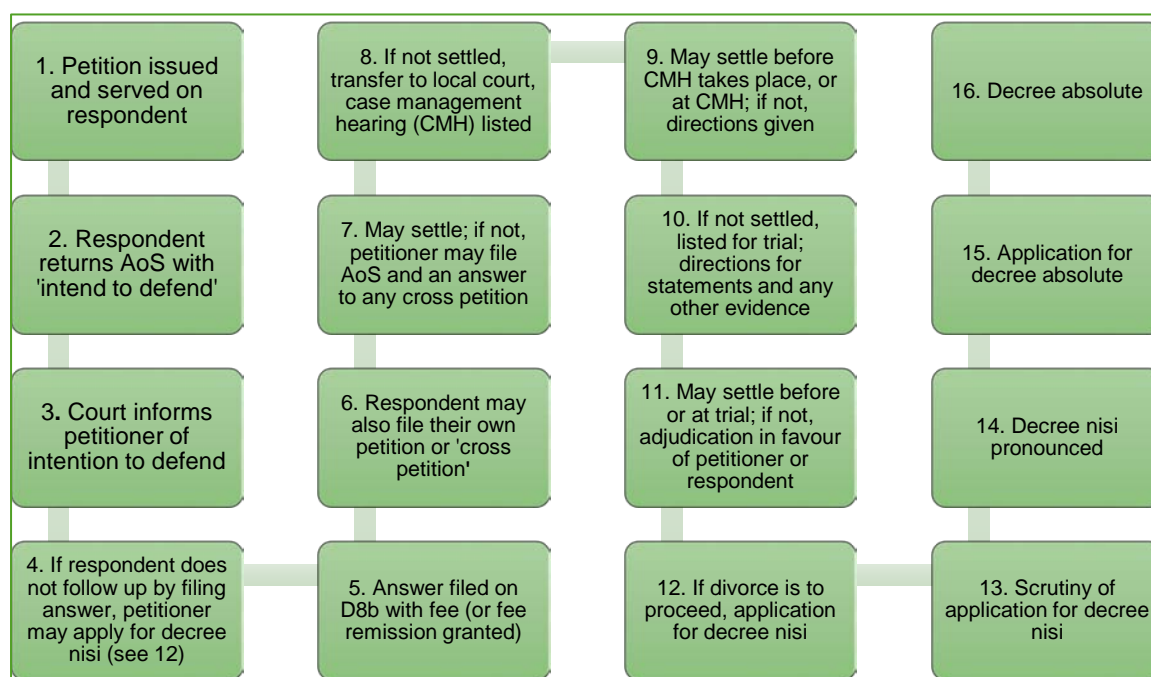 1. Petition issued
and served on
respondent
2. Respondent
returns AoS with
'intend to defend'
3. Court informs
petitioner of
intention to defend
4. If respondent does
not follow up by filing
answer, petitioner
may apply for decree
nisi (see 12)
5. Answer filed on
D8b with fee (or fee
remission granted)
6. Respondent may
also file their own
petition or 'cross
petition'
7. May settle; if not,
petitioner may file
AoS and an answer
to any cross petition
8. If not settled,
transfer to local court,
case management
hearing (CMH) listed
9. May settle before
CMH takes place, or
at CMH; if not,
directions given
10. If not settled,
listed for trial;
directions for
statements and any
other evidence
11. May settle before
or at trial; if not,
adjudication in favour
of petitioner or
respondent
12. If divorce is to
proceed, application
for decree nisi
13. Scrutiny of
application for decree
nisi
14. Decree nisi
pronounced
15. Application for
decree absolute
16. Decree absolute